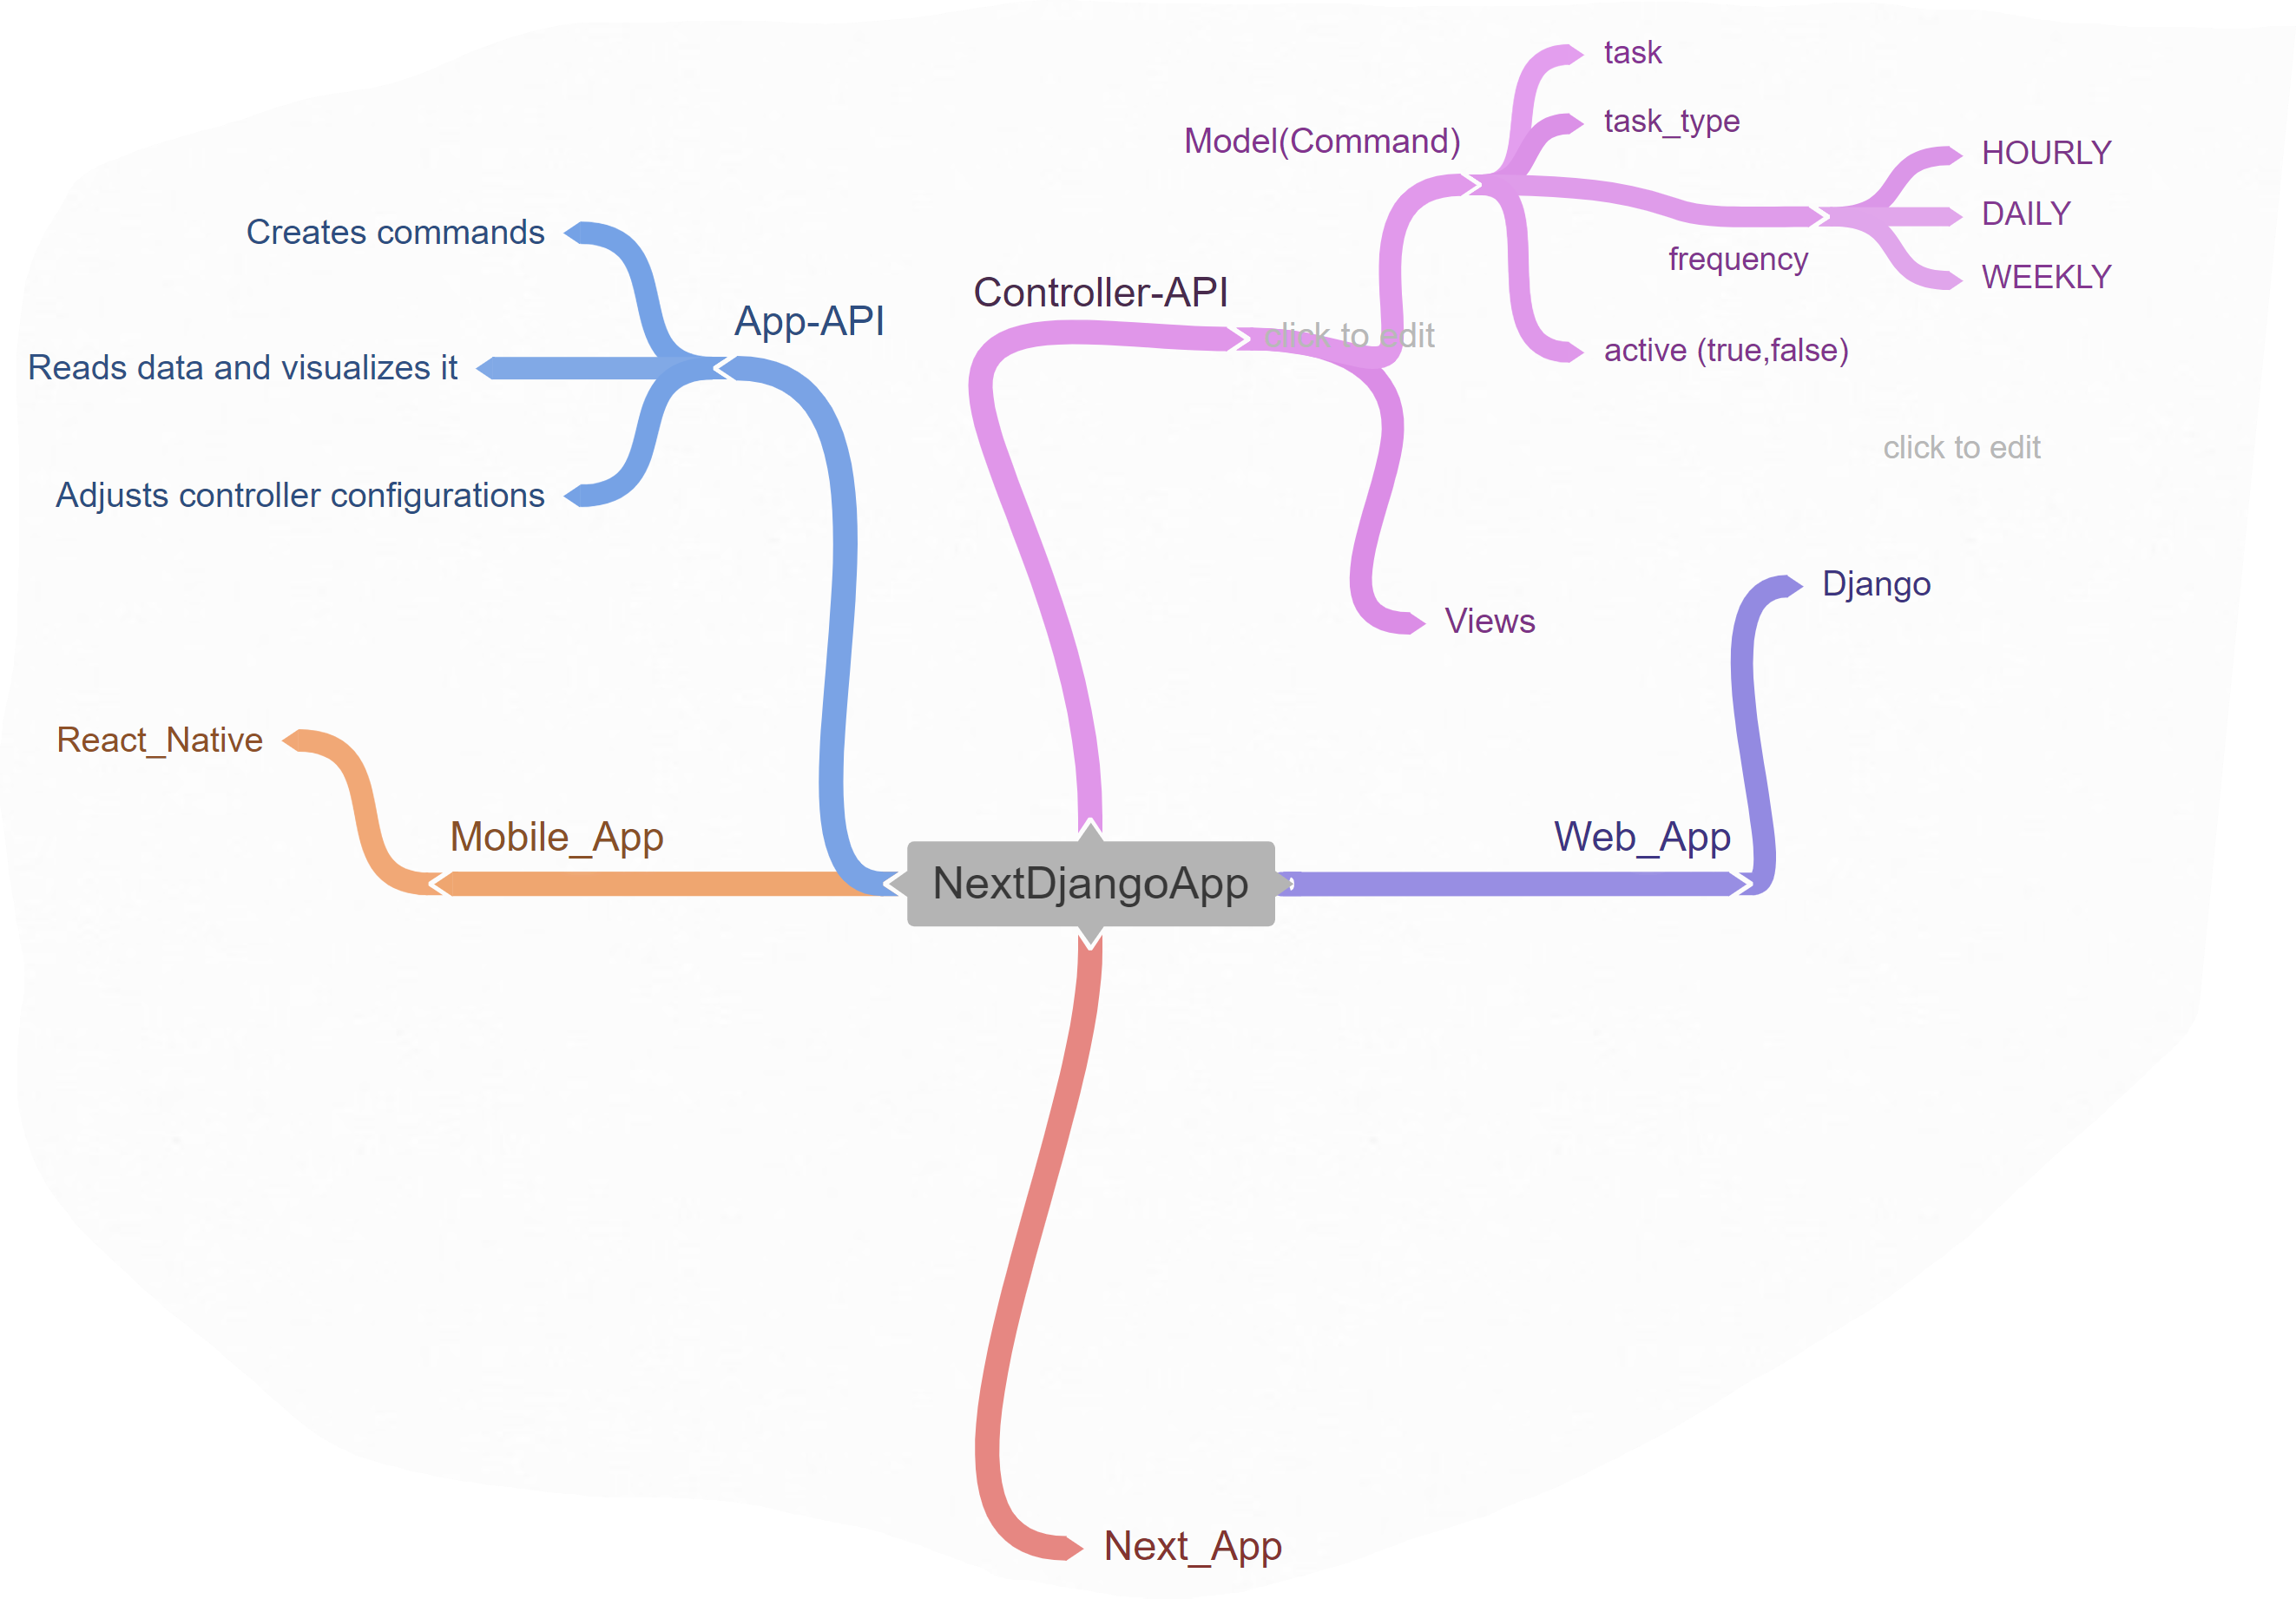 task
task_type
Model(Command)
HOURLY
DAILY
frequency
WEEKLY
Creates commands
Controller-API
App-API
click to edit
active (true,false)
Reads data and visualizes it
click to edit
Adjusts controller configurations
Django
Views
React_Native
Mobile_App
Web_App
NextDjangoApp
Next_App